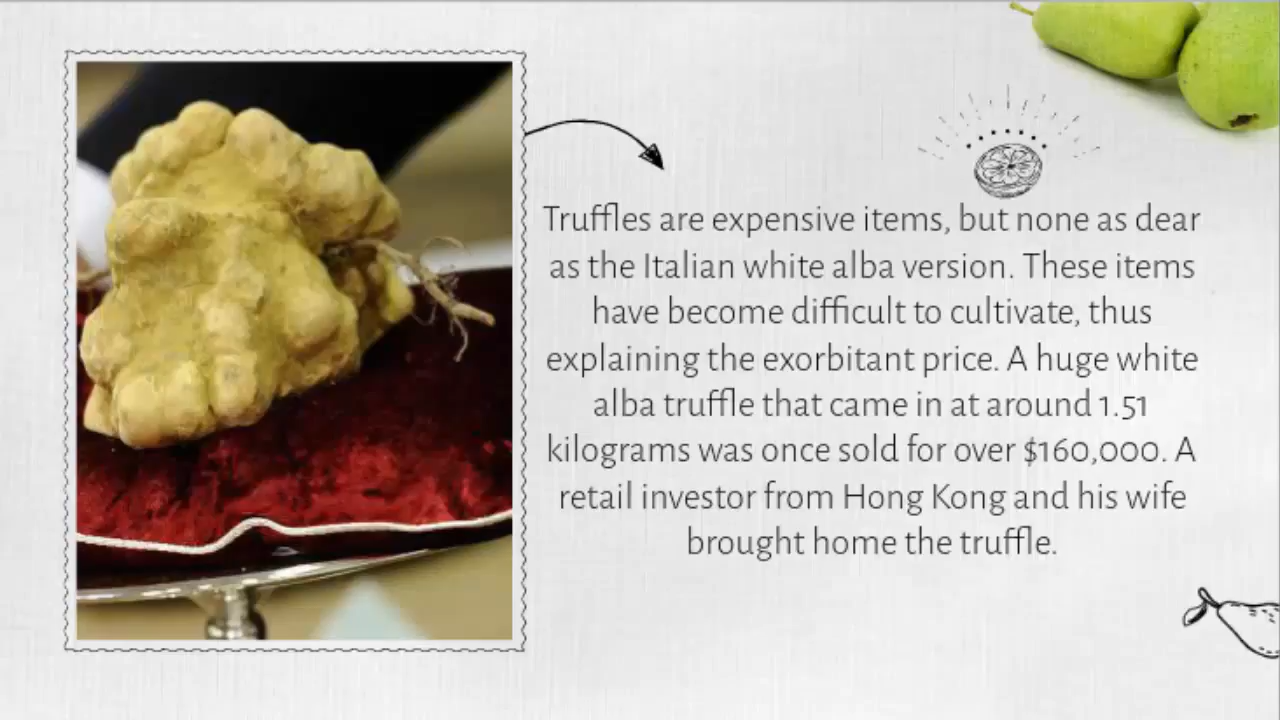 Truffles are expensive items, but none as dear
as the Italian white alba version. These items
have become difficult to cultivate, thus
explaining the exorbitant price. A huge white
alba truffle that came in at around 1.51
kilograms was once sold for over $160,000. A
retail investor from Hong Kong and his wife
brought home the truffle.